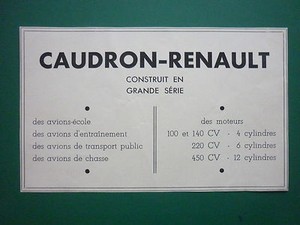 CAUDRON-RENAULT
CONSTRUIT EN
GRANDE SÉRIE
des avions-école
des avions d'entraînement
des avions de transport public
des avions de chasse
des moteurs
100 et 140 CV - 4 cylindres
220 CV - 6 cylindres
450 CV - 12 cylindres